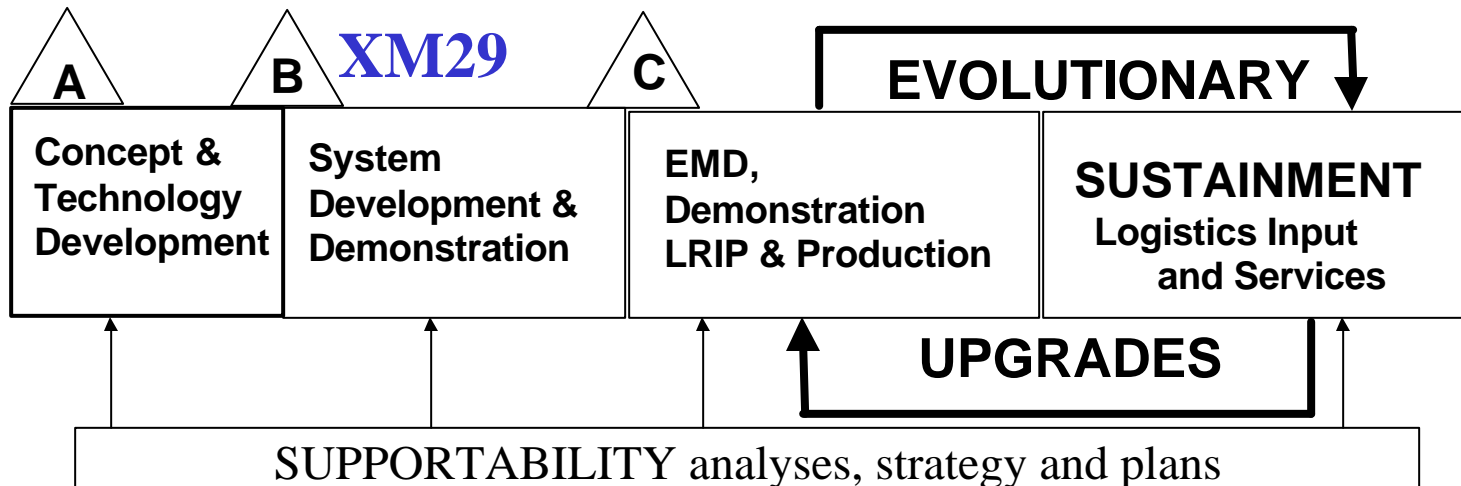 A
B
XM29
C
EVOLUTIONARY
Concept &
Technology
Development
System
Development &
Demonstration
EMD,
Demonstration
LRIP & Production
SUSTAINMENT
Logistics Input
and Services
UPGRADES
SUPPORTABILITY analyses, strategy and plans